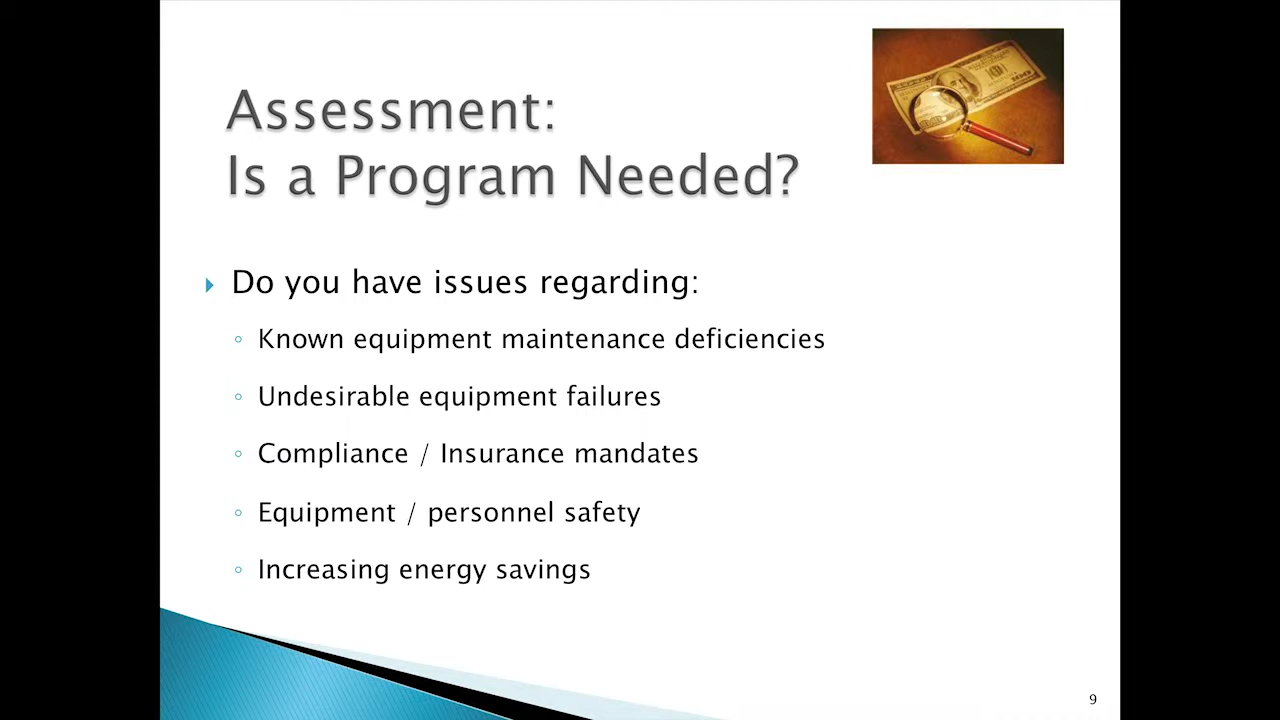 Assessment:
Is a Program Needed?
Do you have issues regarding:
Known equipment maintenance deficiencies
Undesirable equipment failures
Compliance / Insurance mandates
Equipment / personnel safety
Increasing energy savings
9